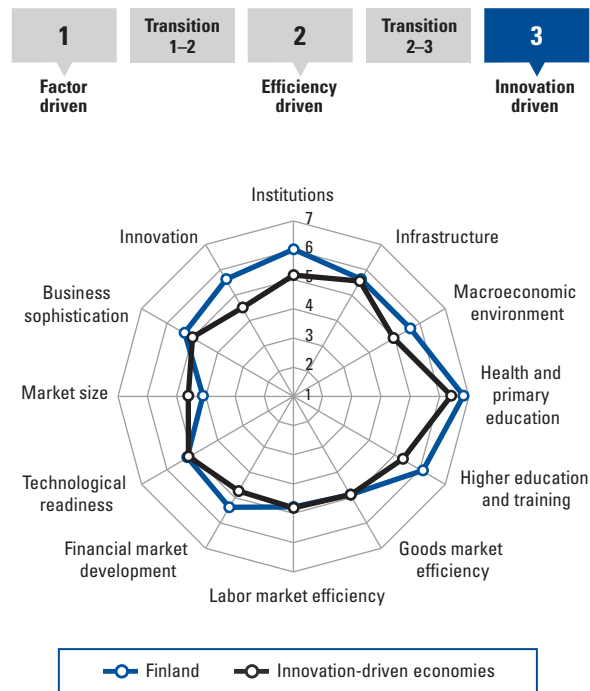 1
Transition
1–2
2
Transition
2–3
3
Factor
driven
Efficiency
driven
Innovation
driven
Institutions
7
Innovation
Infrastructure
6
5
Business
sophistication
Macroeconomic
environment
4
3
2
Market size
1
Health and
primary
education
Technological
readiness
Higher education
and training
Financial market
development
Goods market
efficiency
Labor market efficiency
Finland
Innovation-driven economies